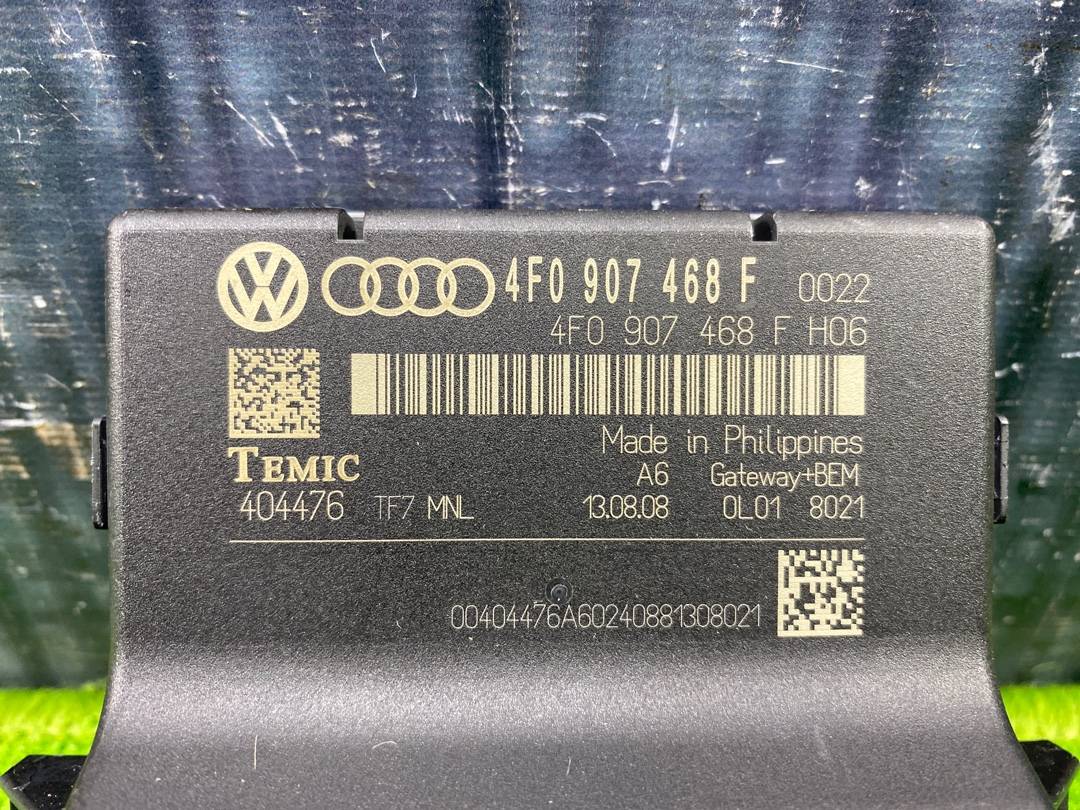 4F0 907 468 F 0022
4F0 907 468 F H06
Made in Philippines
TEMIC A6 Gateway+BEM
404476 TF7 MNL 13.08.08 0L01 8021
00404476A60240881308021